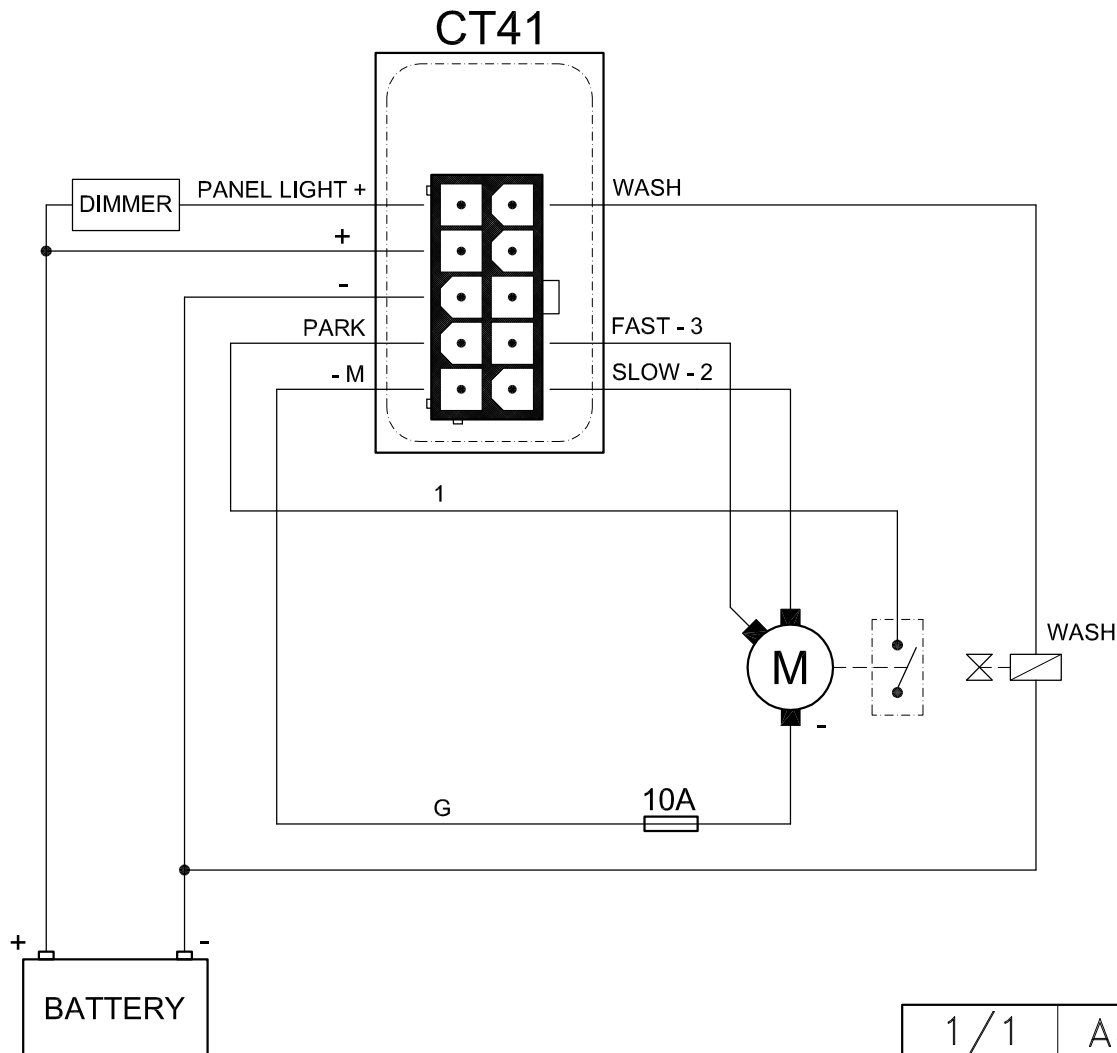 CT41
DIMMER
PANEL LIGHT +
WASH
+
-
PARK
FAST - 3
- M
SLOW - 2
1
WASH
M
-
10A
G
+
-
BATTERY
1/1
A